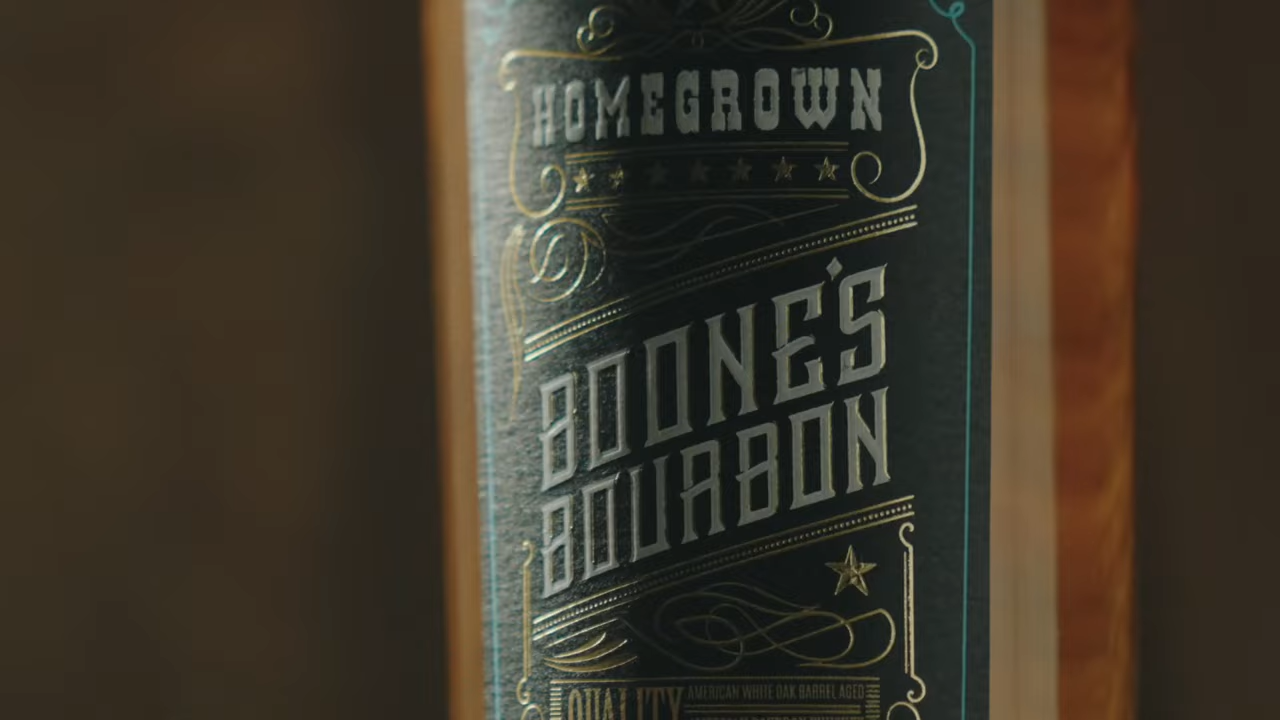 HOMEGROWN
BOONE'S
BOURBON
QUALITY
AMERICAN WHITE OAK BARREL AGED